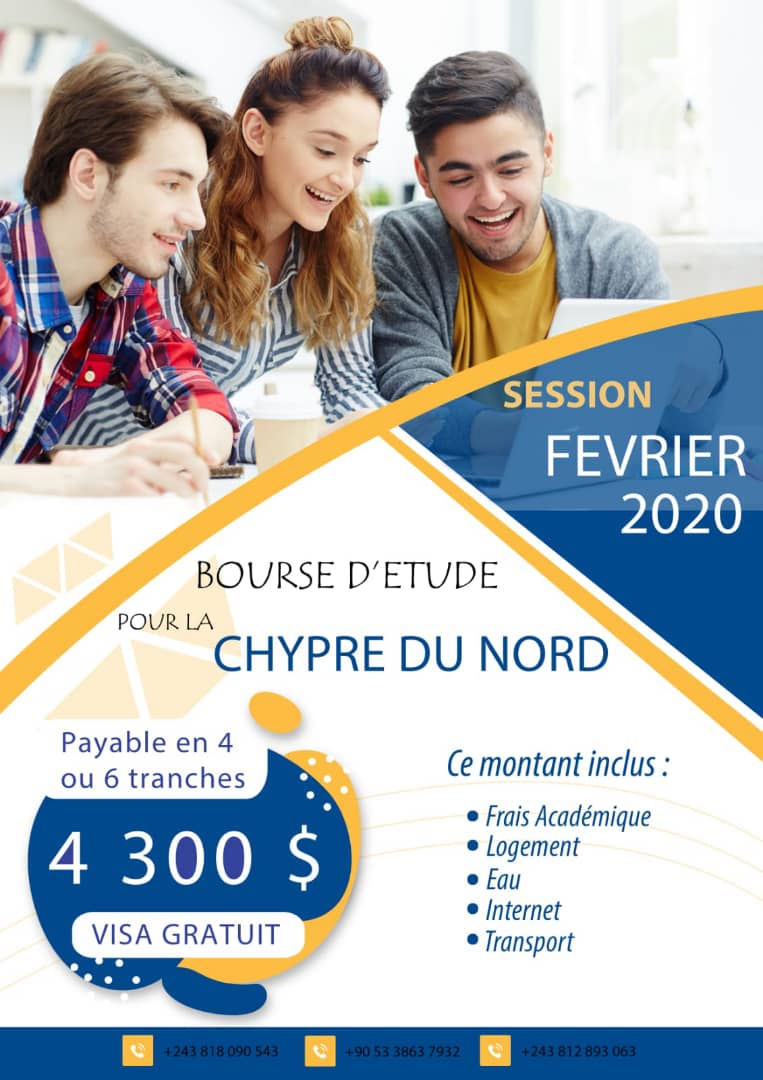 SESSION
FEVRIER
2020
BOURSE D'ETUDE
POUR LA
CHYPRE DU NORD
Payable en 4
ou 6 tranches
4 300 $
VISA GRATUIT
Ce montant inclus :
• Frais Académique
• Logement
• Eau
• Internet
• Transport
+243 818 090 543
+90 53 3863 7932
+243 812 893 063